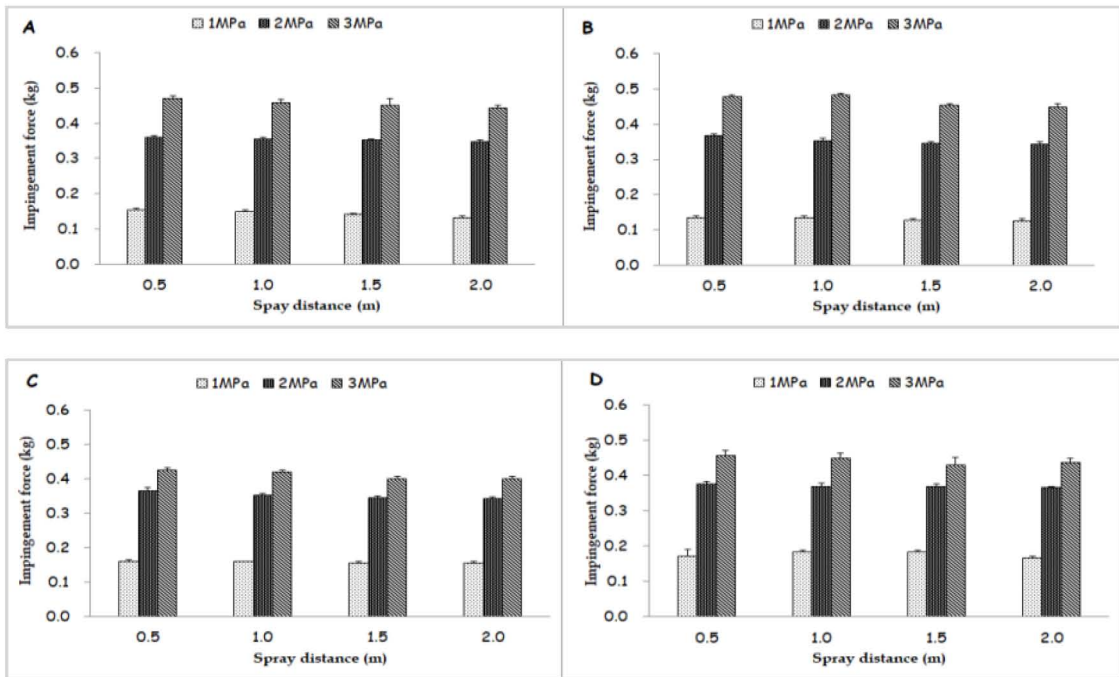 A
1MPa 2MPa 3MPa
Impingement force (kg)
0.6
0.5
0.4
0.3
0.2
0.1
0.0
0.5 1.0 1.5 2.0
Spay distance (m)
B
1MPa 2MPa 3MPa
Impingement force (kg)
0.6
0.5
0.4
0.3
0.2
0.1
0.0
0.5 1.0 1.5 2.0
Spay distance (m)
C
1MPa 2MPa 3MPa
Impingement force (kg)
0.6
0.5
0.4
0.3
0.2
0.1
0.0
0.5 1.0 1.5 2.0
Spray distance (m)
D
1MPa 2MPa 3MPa
Impingement force (kg)
0.6
0.5
0.4
0.3
0.2
0.1
0.0
0.5 1.0 1.5 2.0
Spray distance (m)